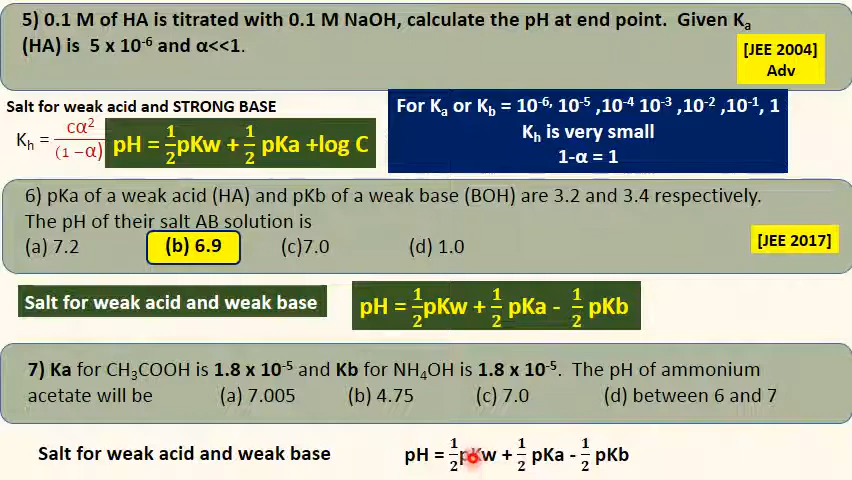 5) 0.1 M of HA is titrated with 0.1 M NaOH, calculate the pH at end point. Given Kₐ
(HA) is 5 x 10⁻⁶ and α<<1.
[JEE 2004]
Adv
Salt for weak acid and STRONG BASE
Kₕ = cα²/(1 −α)
pH = 1/2 pKw + 1/2 pKa +log C
For Kₐ or K_b = 10⁻⁶, 10⁻⁵ ,10⁻⁴ 10⁻³ ,10⁻² ,10⁻¹, 1
Kₕ is very small
1-α = 1
6) pKa of a weak acid (HA) and pKb of a weak base (BOH) are 3.2 and 3.4 respectively.
The pH of their salt AB solution is
(a) 7.2 (b) 6.9 (c)7.0 (d) 1.0
[JEE 2017]
Salt for weak acid and weak base
pH = 1/2 pKw + 1/2 pKa - 1/2 pKb
7) Ka for CH₃COOH is 1.8 x 10⁻⁵ and Kb for NH₄OH is 1.8 x 10⁻⁵. The pH of ammonium
acetate will be (a) 7.005 (b) 4.75 (c) 7.0 (d) between 6 and 7
Salt for weak acid and weak base
pH = 1/2 pKw + 1/2 pKa - 1/2 pKb